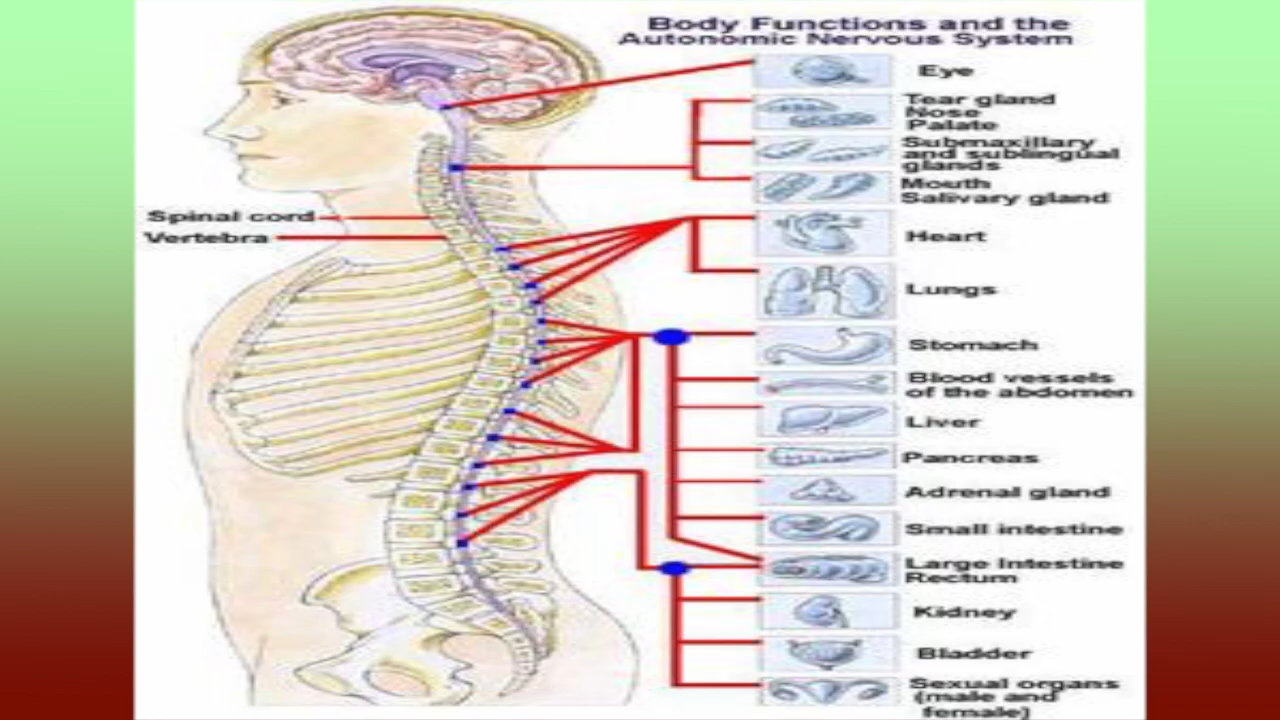 Body Functions and the
Autonomic Nervous System
Eye
Tear gland
Nose
Palate
Submaxillary
and sublingual
glands
Mouth
Salivary gland
Spinal cord
Vertebra
Heart
Lungs
Stomach
Blood vessels
of the abdomen
Liver
Pancreas
Adrenal gland
Small intestine
Large Intestine
Rectum
Kidney
Bladder
Sexual organs
(male and
female)